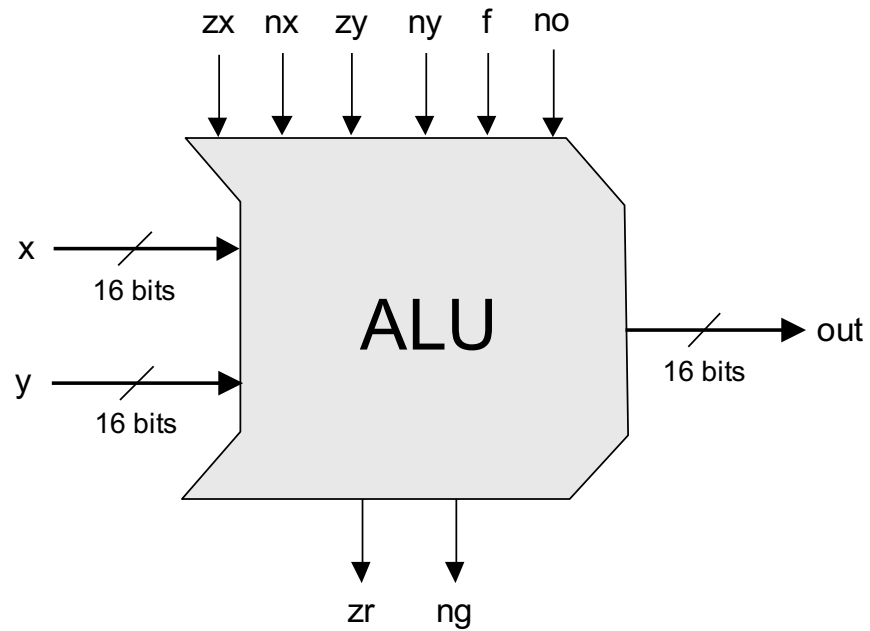 zx nx zy ny f no
x
16 bits
ALU
out
16 bits
y
16 bits
zr ng